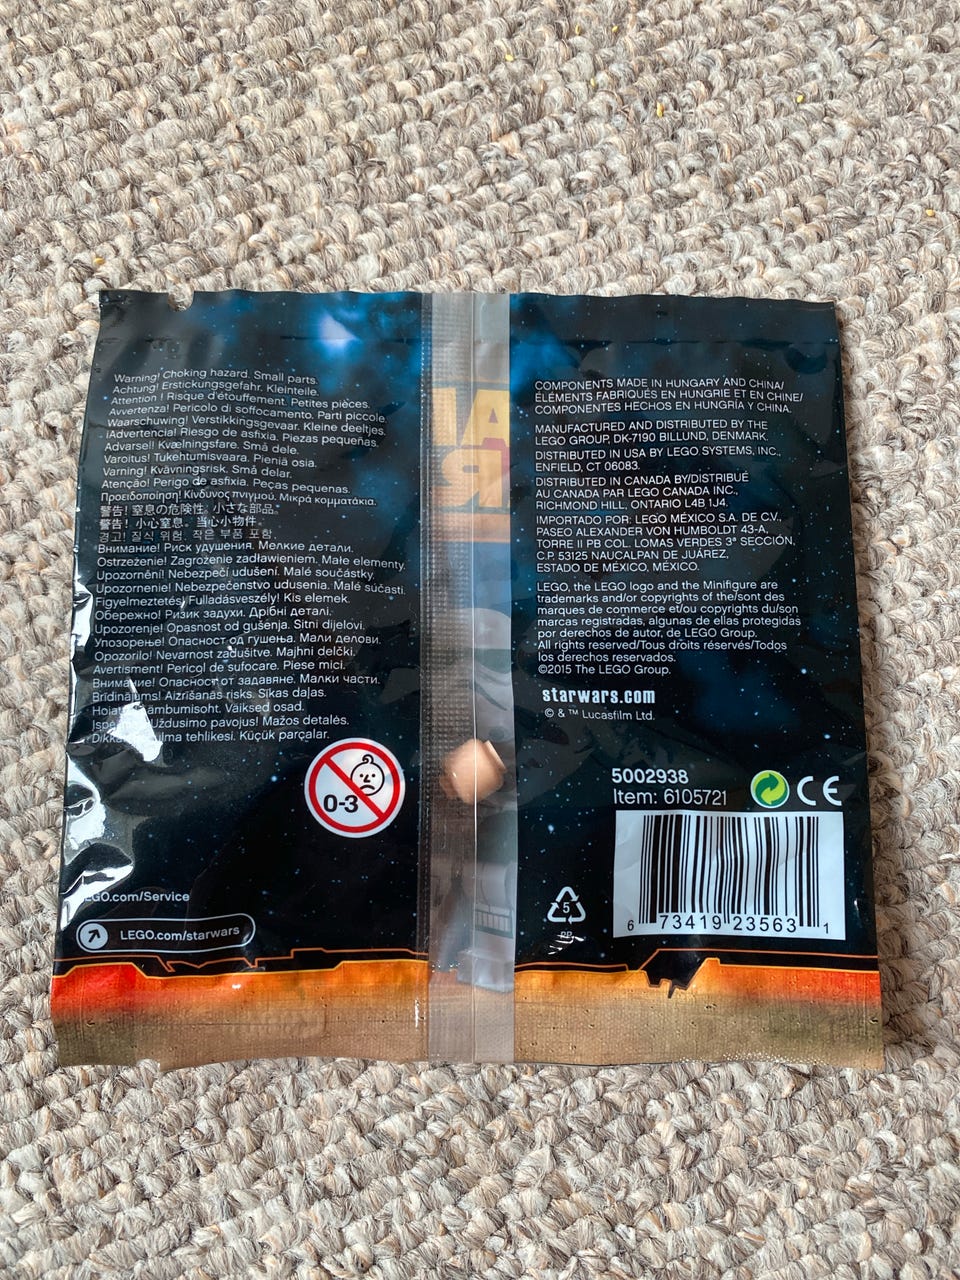 Warning! Choking hazard. Small parts.
Achtung! Erstickungsgefahr. Kleinteile.
Attention ! Risque d'étouffement. Petites pièces.
Avvertenza! Pericolo di soffocamento. Parti piccole.
Waarschuwing! Verstikkingsgevaar. Kleine deeltjes.
¡Advertencia! Riesgo de asfixia. Piezas pequeñas.
Advarsel! Kvælningsfare. Små dele.
Varoitus! Tukehtumisvaara. Pieniä osia.
Varning! Kvävningsrisk. Små delar.
Atenção! Perigo de asfixia. Peças pequenas.
Προειδοποίηση! Κίνδυνος πνιγμού. Μικρά κομματάκια.
警告! 窒息の危険性。小さな部品。
警告! 小心窒息。当心小物件。
경고! 질식 위험. 작은 부품 포함.
Внимание! Риск удушения. Мелкие детали.
Ostrzeżenie! Zagrożenie zadławieniem. Małe elementy.
Upozornění! Nebezpečí udušení. Malé součástky.
Upozornenie! Nebezpečenstvo udusenia. Malé súčasti.
Figyelmeztetés! Fulladásveszély! Kis elemek.
Обережно! Ризик задухи. Дрібні деталі.
Upozorenje! Opasnost od gušenja. Sitni dijelovi.
Упозорење! Опасност од гушења. Мали делови.
Opozorilo! Nevarnost zadušitve. Majhni delčki.
Avertisment! Pericol de sufocare. Piese mici.
Внимание! Опасност от задавяне. Малки части.
Brīdinājums! Aizrīšanās risks. Sīkas daļas.
Hoiatus! Lämbumisoht. Väiksed osad.
Uždusimo pavojus! Mažos detalės.
tehlikesi. Küçük parçalar.
0-3
LEGO.com/Service
LEGO.com/starwars
COMPONENTS MADE IN HUNGARY AND CHINA/
ÉLÉMENTS FABRIQUÉS EN HONGRIE ET EN CHINE/
COMPONENTES HECHOS EN HUNGRÍA Y CHINA.
MANUFACTURED AND DISTRIBUTED BY THE
LEGO GROUP, DK-7190 BILLUND, DENMARK.
DISTRIBUTED IN USA BY LEGO SYSTEMS, INC.,
ENFIELD, CT 06083.
DISTRIBUTED IN CANADA BY/DISTRIBUÉ
AU CANADA PAR LEGO CANADA INC.,
RICHMOND HILL, ONTARIO L4B 1J4.
IMPORTADO POR: LEGO MÉXICO S.A. DE C.V.,
PASEO ALEXANDER VON HUMBOLDT 43-A,
TORRE II PB COL. LOMAS VERDES 3ª SECCIÓN,
C.P. 53125 NAUCALPAN DE JUÁREZ,
ESTADO DE MÉXICO, MÉXICO.
LEGO, the LEGO logo and the Minifigure are
trademarks and/or copyrights of the/sont des
marques de commerce et/ou copyrights du/son
marcas registradas, algunas de ellas protegidas
por derechos de autor, de LEGO Group.
All rights reserved/Tous droits réservés/Todos
los derechos reservados.
©2015 The LEGO Group.
starwars.com
© & ™ Lucasfilm Ltd.
5002938
Item: 6105721
CE
5
PP
6 73419 23563 1